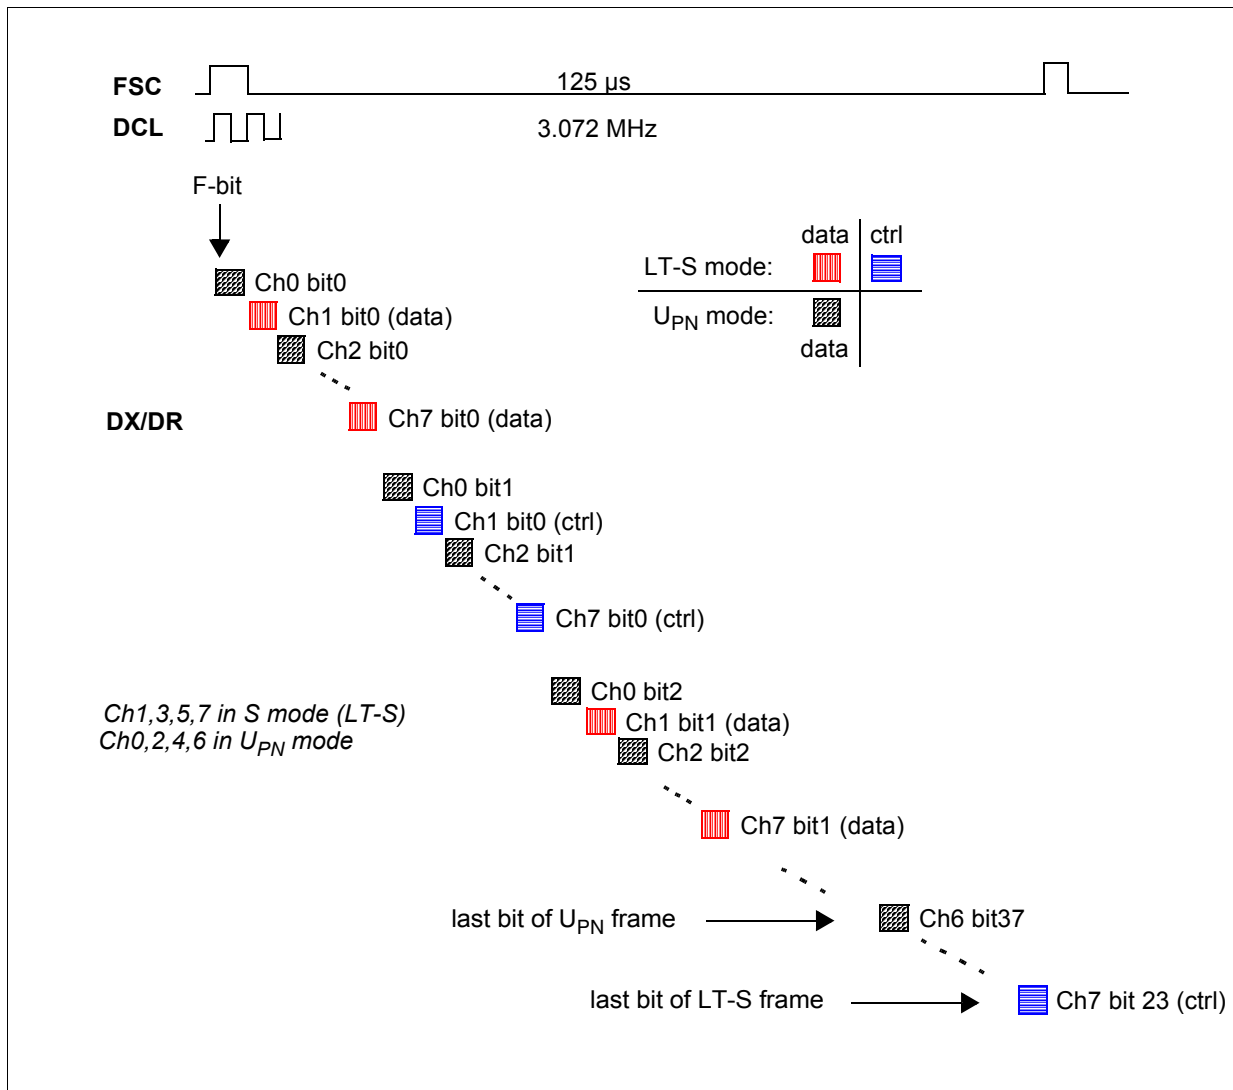 FSC
125 µs
DCL
3.072 MHz
F-bit
data ctrl
LT-S mode:
UPN mode:
data
Ch0 bit0
Ch1 bit0 (data)
Ch2 bit0
DX/DR
Ch7 bit0 (data)
Ch0 bit1
Ch1 bit0 (ctrl)
Ch2 bit1
Ch7 bit0 (ctrl)
Ch0 bit2
Ch1 bit1 (data)
Ch2 bit2
Ch1,3,5,7 in S mode (LT-S)
Ch0,2,4,6 in UPN mode
Ch7 bit1 (data)
last bit of UPN frame
Ch6 bit37
last bit of LT-S frame
Ch7 bit 23 (ctrl)